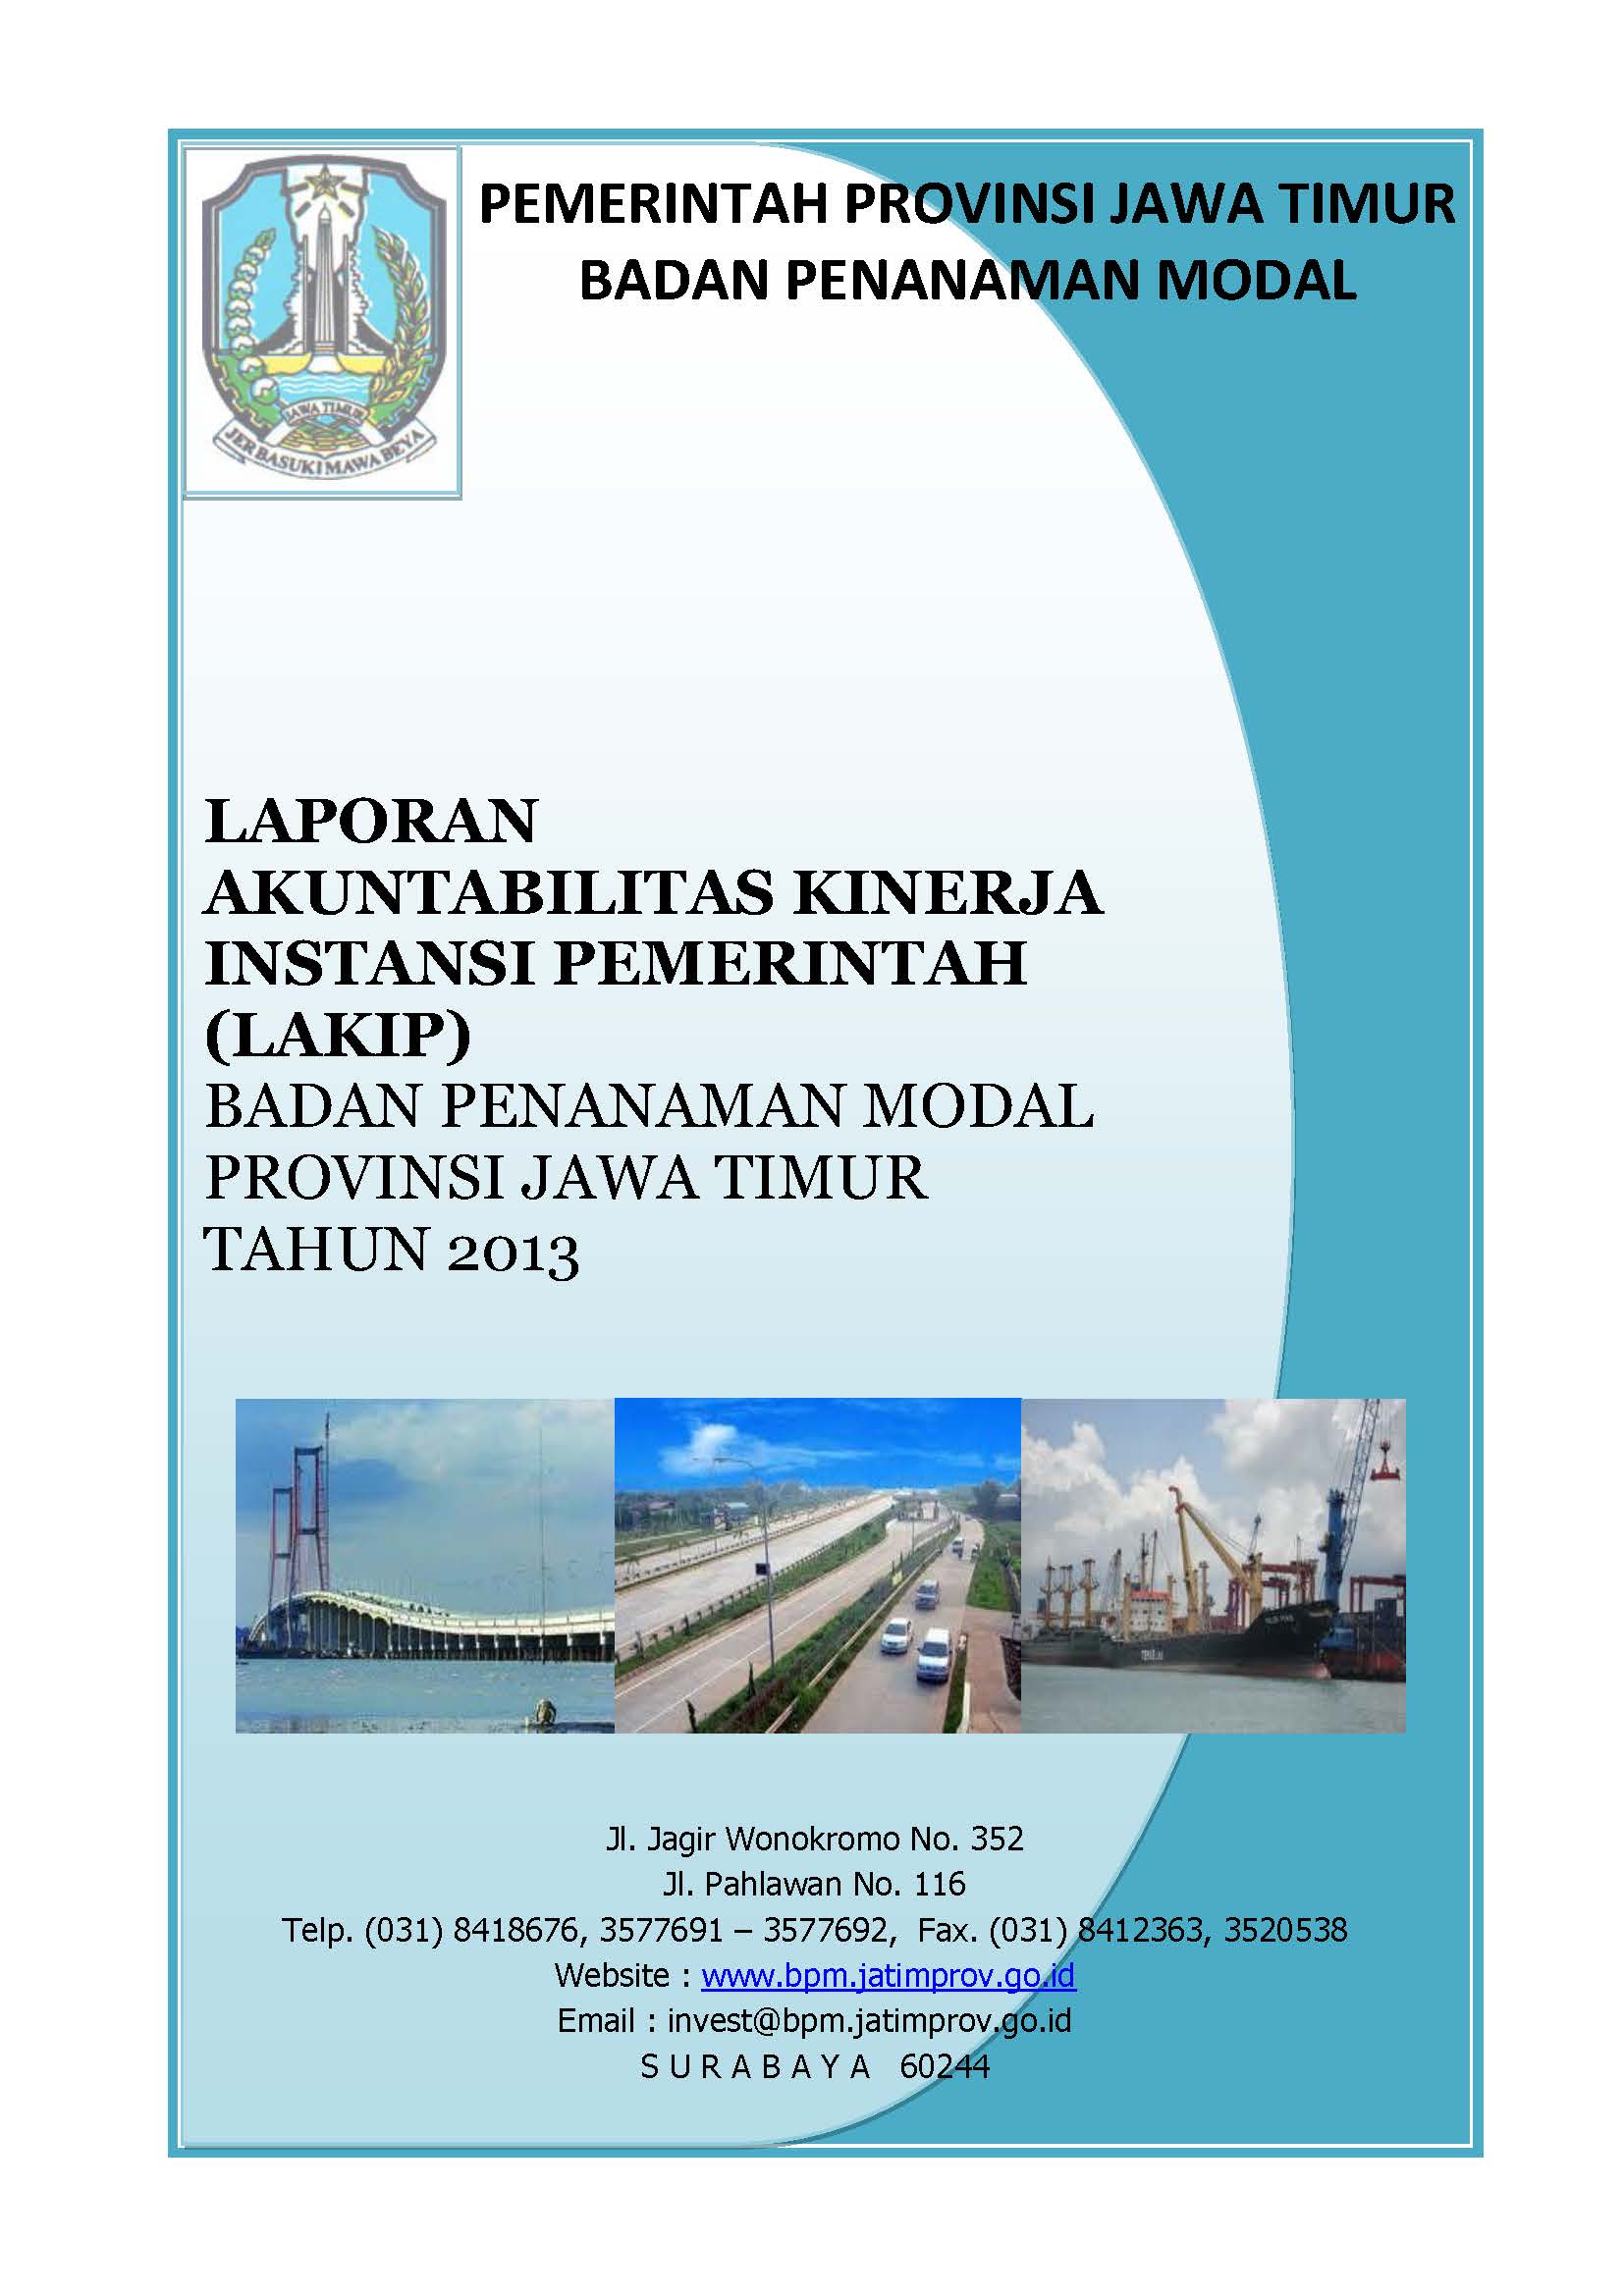 PEMERINTAH PROVINSI JAWA TIMUR
BADAN PENANAMAN MODAL
JAWA TIMUR
JER BASUKI MAWA BEYA
LAPORAN
AKUNTABILITAS KINERJA
INSTANSI PEMERINTAH
(LAKIP)
BADAN PENANAMAN MODAL
PROVINSI JAWA TIMUR
TAHUN 2013
Jl. Jagir Wonokromo No. 352
Jl. Pahlawan No. 116
Telp. (031) 8418676, 3577691 – 3577692, Fax. (031) 8412363, 3520538
Website : www.bpm.jatimprov.go.id
Email : invest@bpm.jatimprov.go.id
S U R A B A Y A 60244